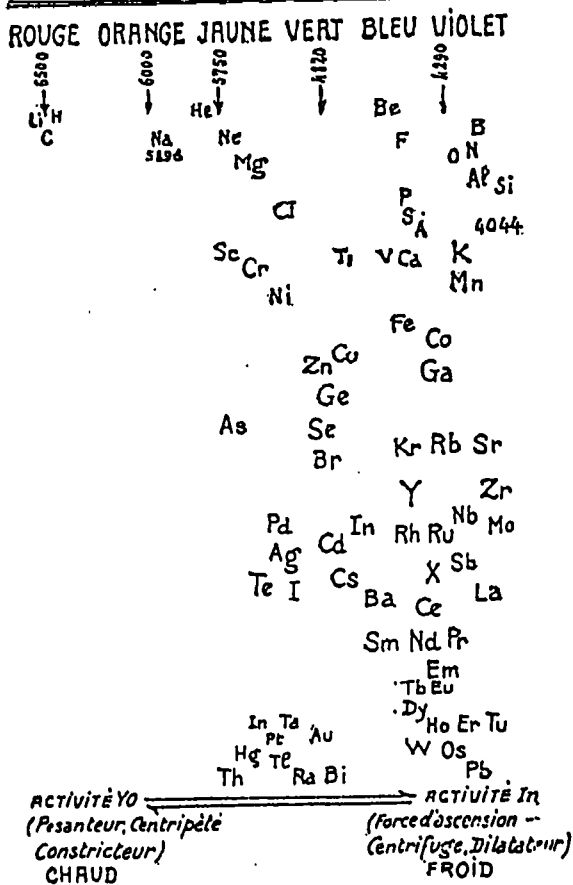 ROUGE ORANGE JAUNE VERT BLEU VIOLET
6500 6000 5750 4820 4290
He Be
Li H B
C Na Ne F O N
5896 Mg Al Si
P
Cl Si
A 4044
Sc Ti V Ca K
Cr Mn
Ni
Fe Co
Zn Cu
Ga
Ge
As Se
Br Kr Rb Sr
Y Zr
Nb
Pd In Rh Ru Mo
Ag Cd
X Sb
Te I Cs La
Ba Ce
Sm Nd Pr
Em
Tb Eu
Dy
In Ta Ho Er Tu
Pt Au
W Os
Hg Tl
Th Ra Bi Pb
ACTIVITÉ YO ACTIVITÉ In
(Pesanteur, Centripète (Force d'ascension –
Constricteur) Centrifuge, Dilatateur)
CHAUD FROID